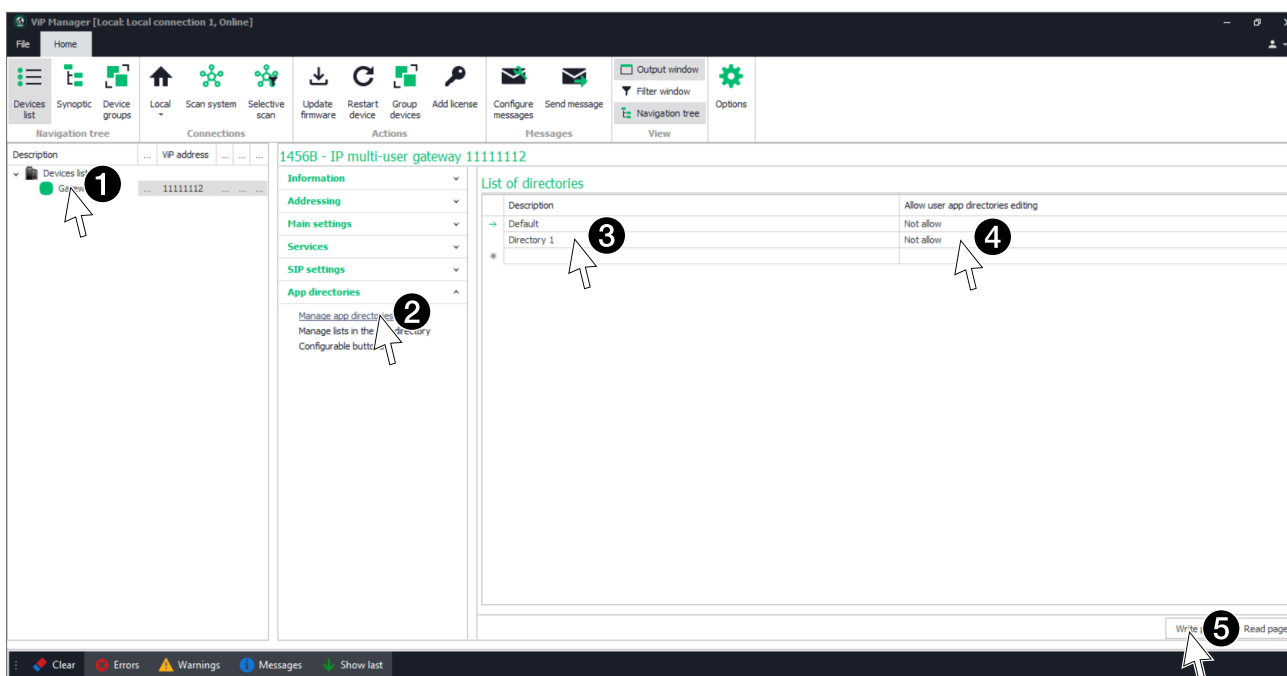 ViP Manager [Local: Local connection 1, Online]
File Home
Devices list
Synoptic
Device groups
Navigation tree
Local
Scan system
Selective scan
Connections
Update firmware
Restart device
Group devices
Add license
Actions
Configure messages
Send message
Messages
Output window
Filter window
Navigation tree
View
Options
Description ... ViP address ... ...
Devices list
1
... 11111112 ... ... ...
1456B - IP multi-user gateway 11111112
Information
Addressing
Main settings
Services
SIP settings
App directories
Manage app directories
2
Manage lists in the directory
Configurable
List of directories
Description Allow user app directories editing
Default Not allow
Directory 1 Not allow
3
4
Write
5
Read page
Clear Errors Warnings Messages Show last